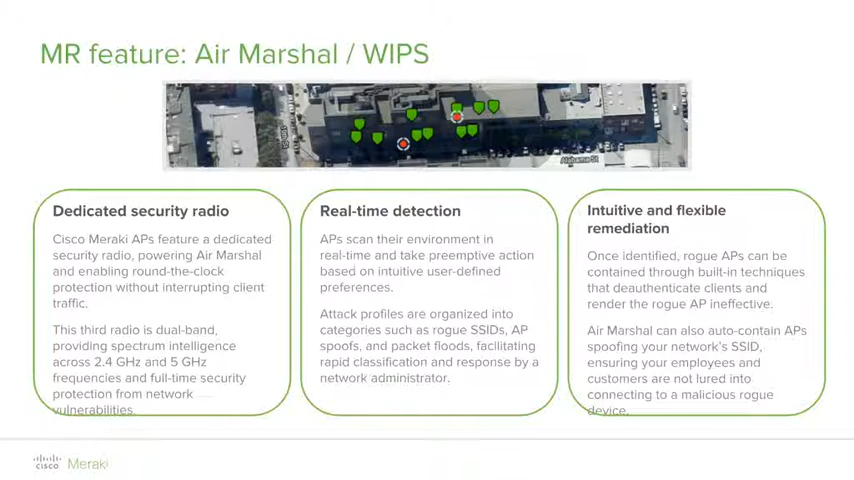 MR feature: Air Marshal / WIPS
Alabama St
Dedicated security radio
Cisco Meraki APs feature a dedicated
security radio, powering Air Marshal
and enabling round-the-clock
protection without interrupting client
traffic.
This third radio is dual-band,
providing spectrum intelligence
across 2.4 GHz and 5 GHz
frequencies and full-time security
protection from network
vulnerabilities.
Real-time detection
APs scan their environment in
real-time and take preemptive action
based on intuitive user-defined
preferences.
Attack profiles are organized into
categories such as rogue SSIDs, AP
spoofs, and packet floods, facilitating
rapid classification and response by a
network administrator.
Intuitive and flexible
remediation
Once identified, rogue APs can be
contained through built-in techniques
that deauthenticate clients and
render the rogue AP ineffective.
Air Marshal can also auto-contain APs
spoofing your network's SSID,
ensuring your employees and
customers are not lured into
connecting to a malicious rogue
device.
cisco Meraki